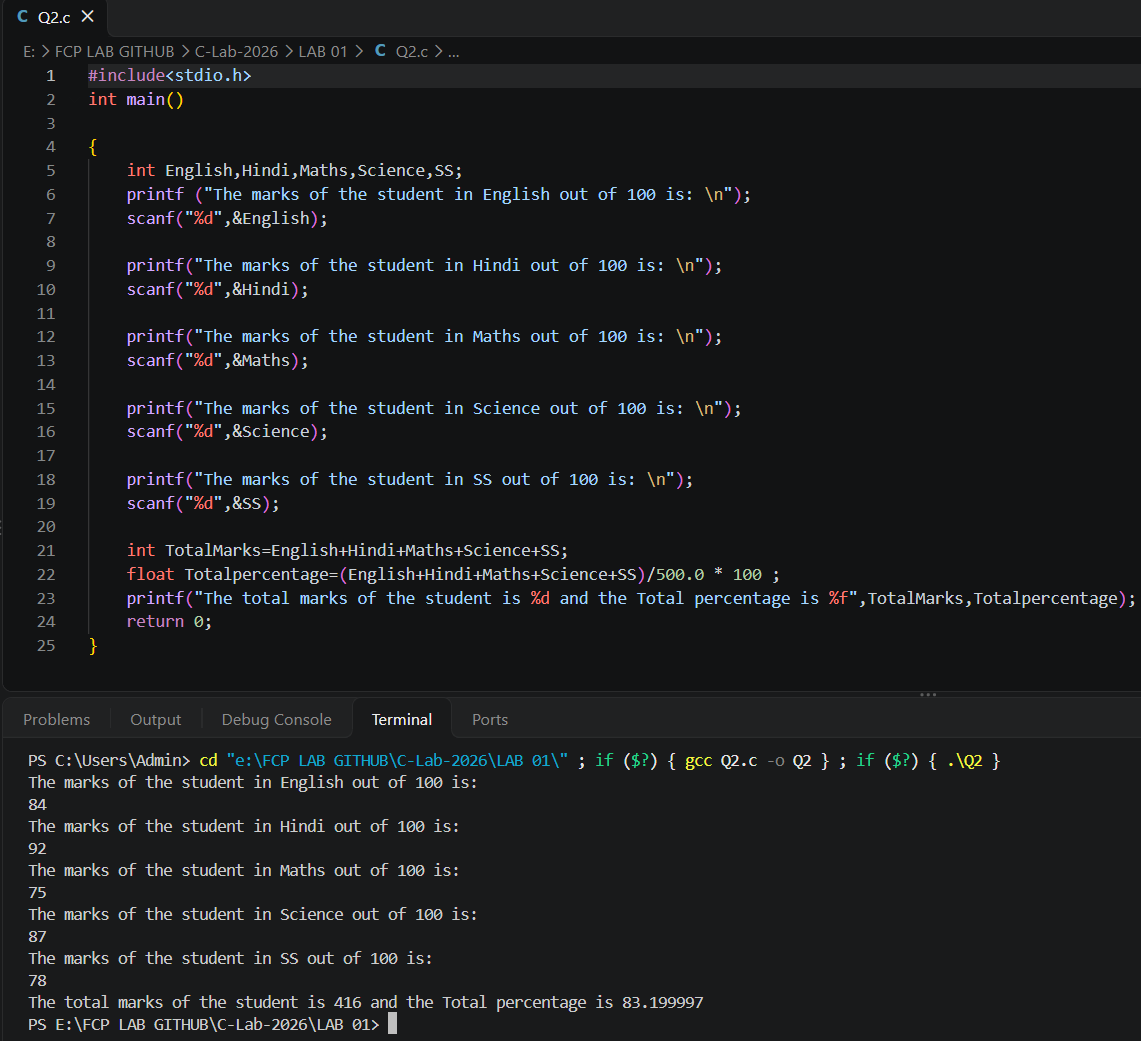 C Q2.c ✕
E: > FCP LAB GITHUB > C-Lab-2026 > LAB 01 > C Q2.c > ...
1 #include<stdio.h>
2 int main()
3
4 {
5     int English,Hindi,Maths,Science,SS;
6     printf ("The marks of the student in English out of 100 is: \n");
7     scanf("%d",&English);
8
9     printf("The marks of the student in Hindi out of 100 is: \n");
10     scanf("%d",&Hindi);
11
12     printf("The marks of the student in Maths out of 100 is: \n");
13     scanf("%d",&Maths);
14
15     printf("The marks of the student in Science out of 100 is: \n");
16     scanf("%d",&Science);
17
18     printf("The marks of the student in SS out of 100 is: \n");
19     scanf("%d",&SS);
20
21     int TotalMarks=English+Hindi+Maths+Science+SS;
22     float Totalpercentage=(English+Hindi+Maths+Science+SS)/500.0 * 100 ;
23     printf("The total marks of the student is %d and the Total percentage is %f",TotalMarks,Totalpercentage);
24     return 0;
25 }
Problems Output Debug Console Terminal Ports
PS C:\Users\Admin> cd "e:\FCP LAB GITHUB\C-Lab-2026\LAB 01\" ; if ($?) { gcc Q2.c -o Q2 } ; if ($?) { .\Q2 }
The marks of the student in English out of 100 is:
84
The marks of the student in Hindi out of 100 is:
92
The marks of the student in Maths out of 100 is:
75
The marks of the student in Science out of 100 is:
87
The marks of the student in SS out of 100 is:
78
The total marks of the student is 416 and the Total percentage is 83.199997
PS E:\FCP LAB GITHUB\C-Lab-2026\LAB 01>